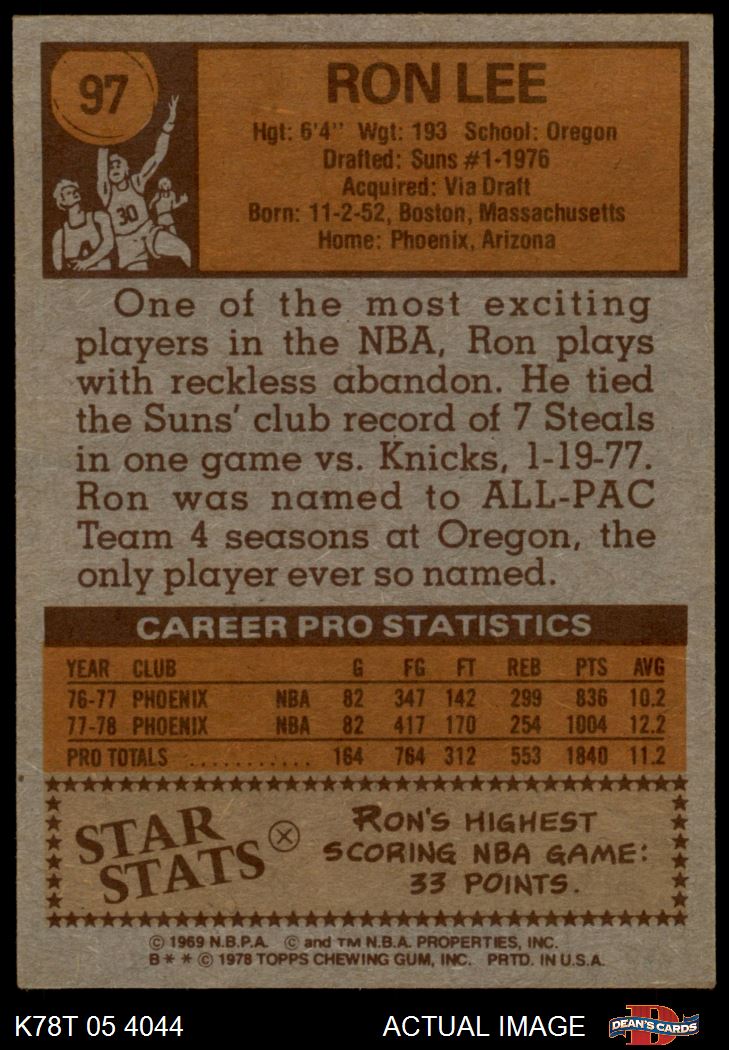 97
RON LEE
Hgt: 6'4" Wgt: 193 School: Oregon
Drafted: Suns #1-1976
Acquired: Via Draft
Born: 11-2-52, Boston, Massachusetts
Home: Phoenix, Arizona
30
One of the most exciting
players in the NBA, Ron plays
with reckless abandon. He tied
the Suns' club record of 7 Steals
in one game vs. Knicks, 1-19-77.
Ron was named to ALL-PAC
Team 4 seasons at Oregon, the
only player ever so named.
CAREER PRO STATISTICS
YEAR CLUB G FG FT REB PTS AVG
76-77 PHOENIX NBA 82 347 142 299 836 10.2
77-78 PHOENIX NBA 82 417 170 254 1004 12.2
PRO TOTALS ........... 164 764 312 553 1840 11.2
STAR
STATS
RON'S HIGHEST
SCORING NBA GAME:
33 POINTS.
© 1969 N.B.P.A. © and TM N.B.A. PROPERTIES, INC.
B * * © 1978 TOPPS CHEWING GUM, INC. PRTD. IN U.S.A.
K78T 05 4044 ACTUAL IMAGE
D
DEAN'S CARDS